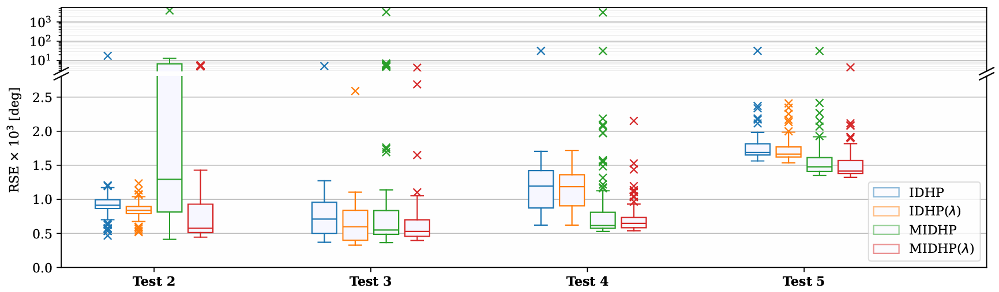 10³
10²
10¹
RSE × 10³ [deg]
2.5
2.0
1.5
1.0
0.5
0.0
Test 2
Test 3
Test 4
Test 5
IDHP
IDHP(λ)
MIDHP
MIDHP(λ)